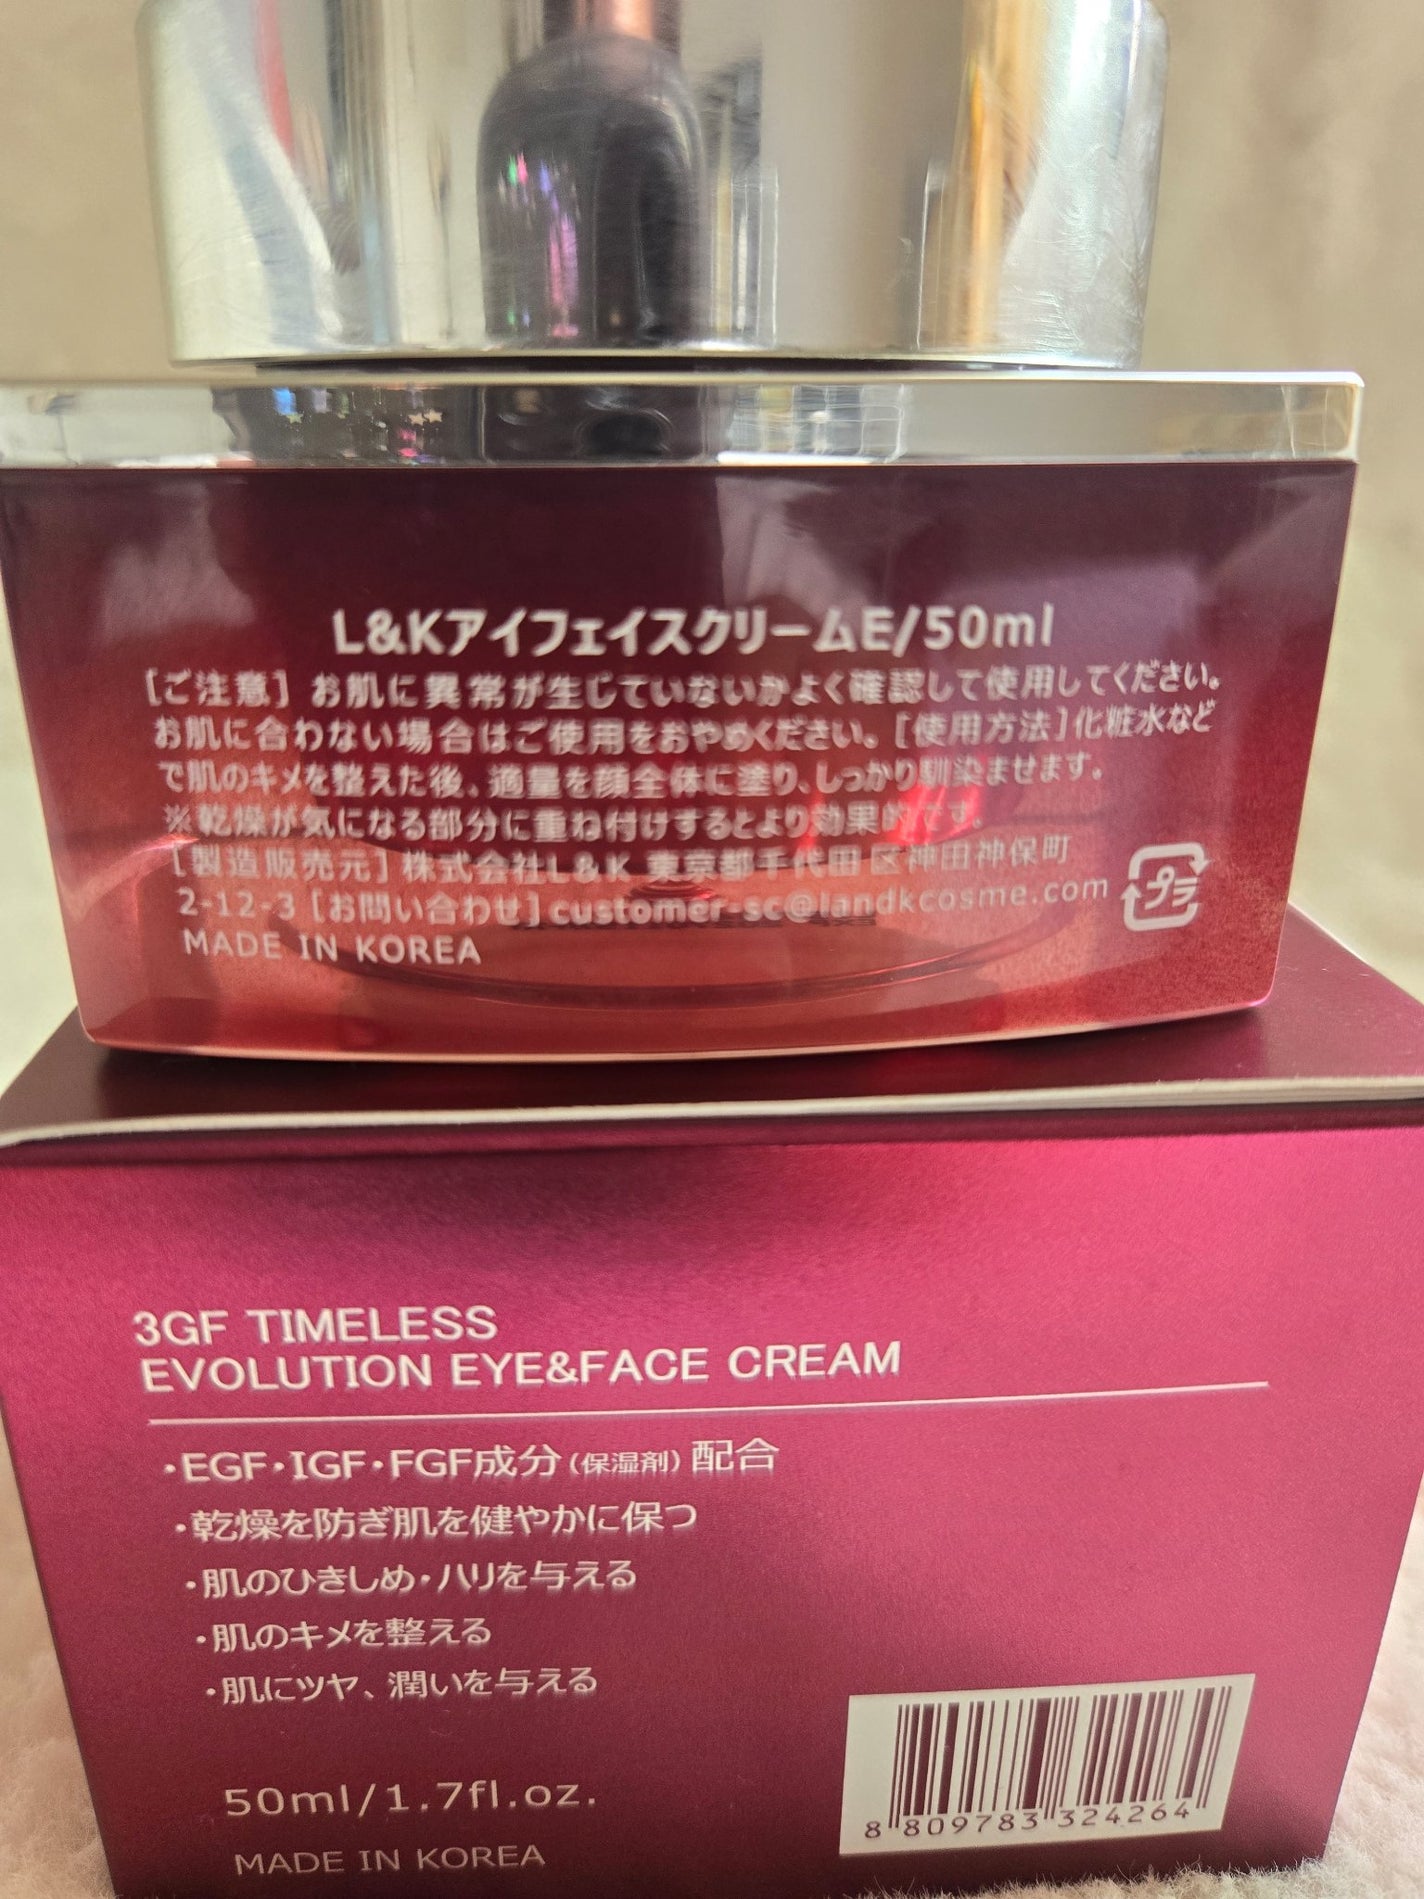 L&KアイフェイスクリームE/50ml
[ご注意] お肌に異常が生じていないかよく確認して使用してください。
お肌に合わない場合はご使用をおやめください。[使用方法]化粧水など
で肌のキメを整えた後、適量を顔全体に塗り、しっかり馴染ませます。
※乾燥が気になる部分に重ね付けするとより効果的です。
[製造販売元] 株式会社L&K 東京都千代田区神田神保町
2-12-3 [お問い合わせ] customer-sc@landkcosme.com
プラ
MADE IN KOREA
3GF TIMELESS
EVOLUTION EYE&FACE CREAM
・EGF・IGF・FGF成分(保湿剤)配合
・乾燥を防ぎ肌を健やかに保つ
・肌のひきしめ・ハリを与える
・肌のキメを整える
・肌にツヤ、潤いを与える
50ml/1.7fl.oz.
MADE IN KOREA
8 809783 324264